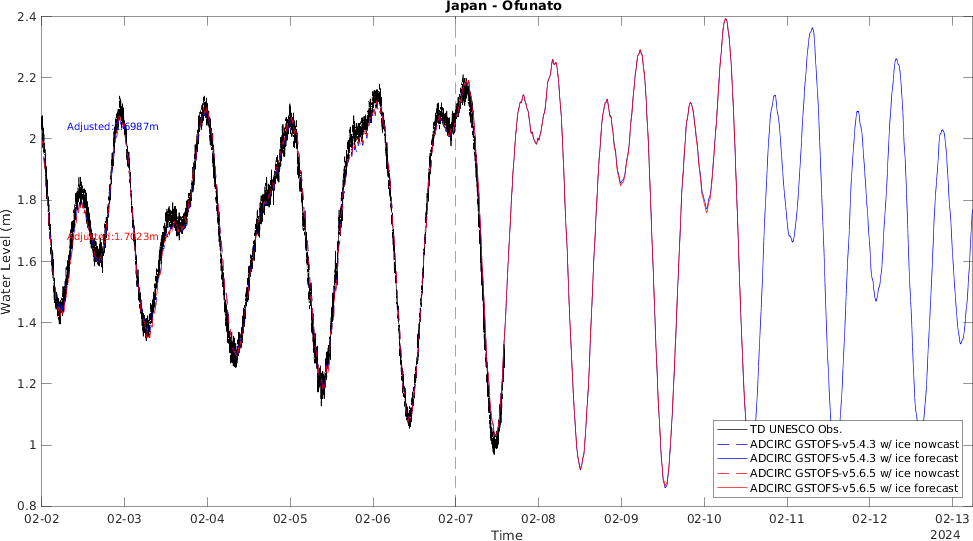 Japan - Ofunato
2.4
2.2
2
1.8
1.6
1.4
1.2
1
0.8
Water Level (m)
Adjusted:1.6987m
Adjusted:1.7023m
TD UNESCO Obs.
ADCIRC GSTOFS-v5.4.3 w/ ice nowcast
ADCIRC GSTOFS-v5.4.3 w/ ice forecast
ADCIRC GSTOFS-v5.6.5 w/ ice nowcast
ADCIRC GSTOFS-v5.6.5 w/ ice forecast
02-02 02-03 02-04 02-05 02-06 02-07 02-08 02-09 02-10 02-11 02-12 02-13
Time
2024